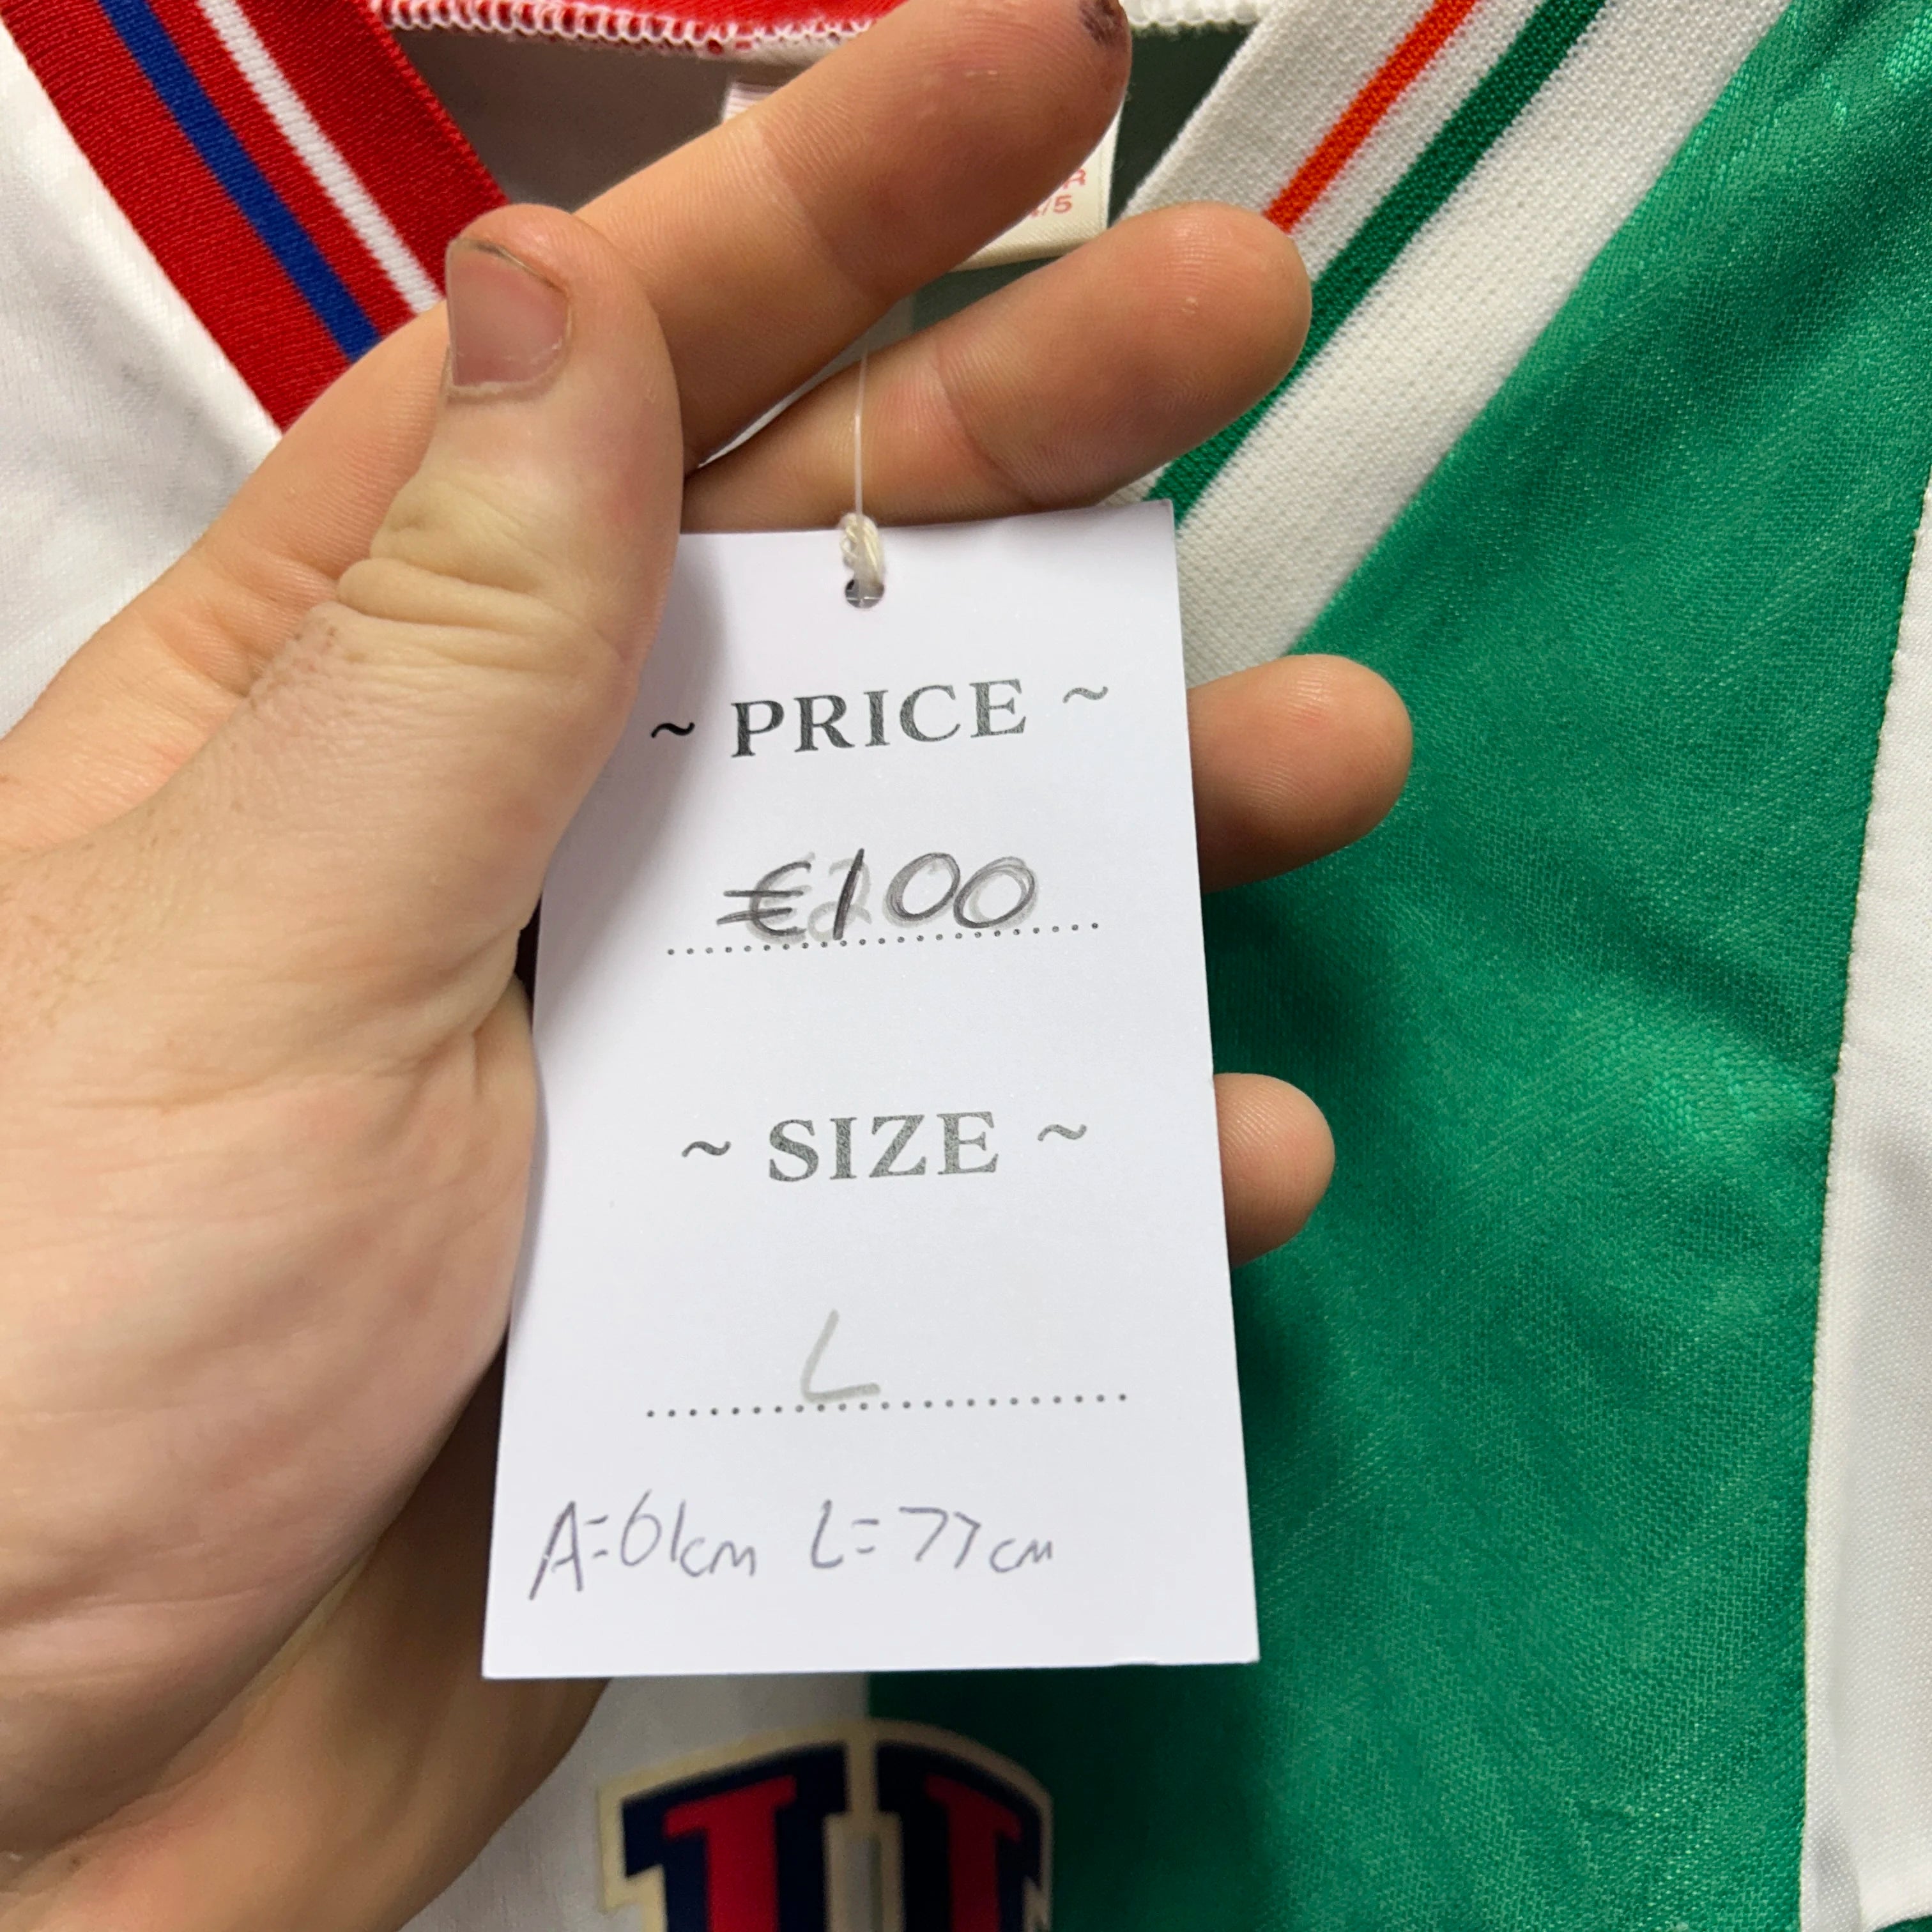 ~ PRICE ~
€100
~ SIZE ~
L
A=61cm L=77cm